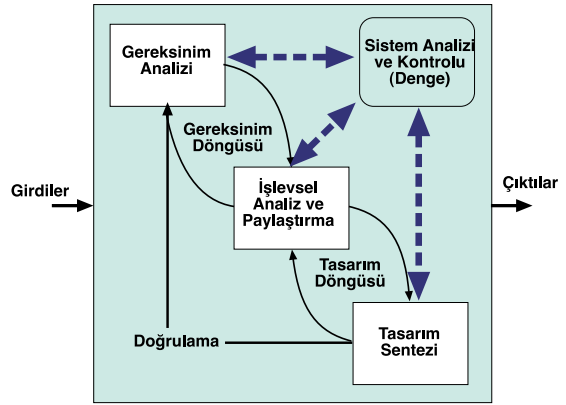 Gereksinim
Analizi
Sistem Analizi
ve Kontrolu
(Denge)
Gereksinim
Döngüsü
Girdiler
İşlevsel
Analiz ve
Paylaştırma
Çıktılar
Tasarım
Döngüsü
Doğrulama
Tasarım
Sentezi